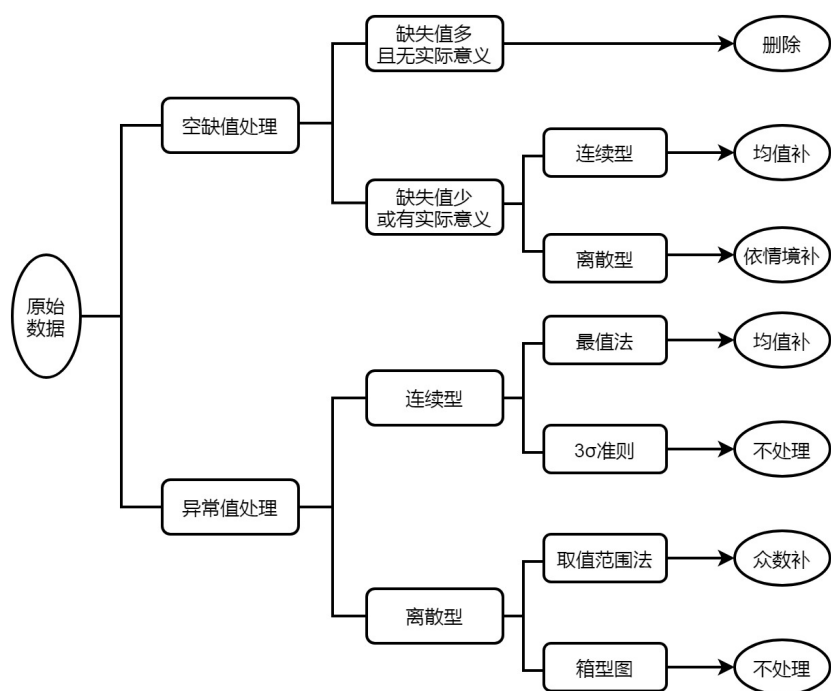 缺失值多
且无实际意义
删除
空缺值处理
连续型
均值补
缺失值少
或有实际意义
离散型
依情境补
原始
数据
最值法
均值补
连续型
3σ准则
不处理
异常值处理
取值范围法
众数补
离散型
箱型图
不处理